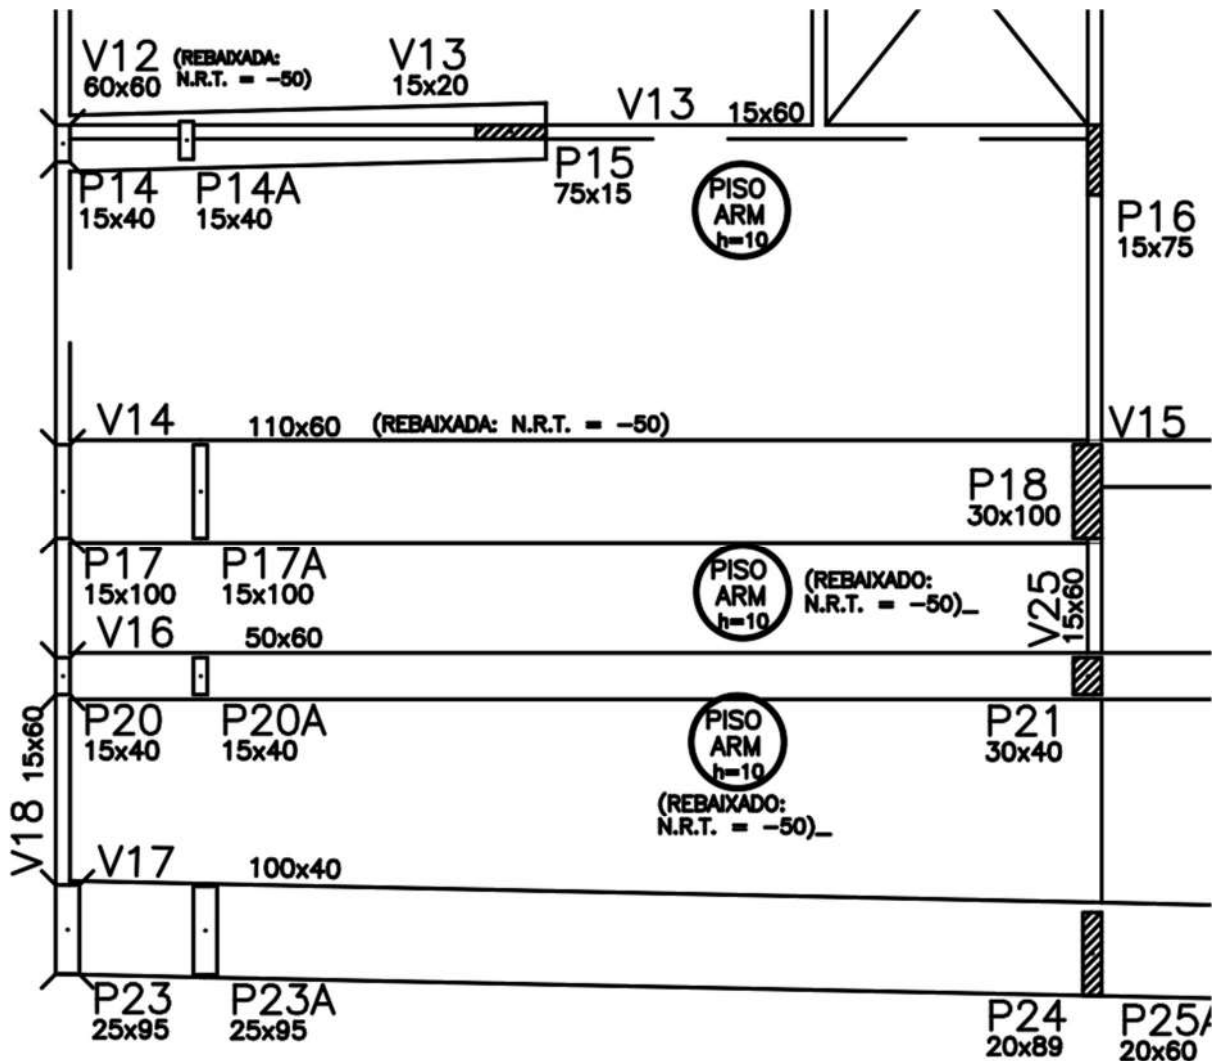 V12
(REBAIXADA:
N.R.T. = -50)
60x60
V13
15x20
V13
15x60
P14
15x40
P14A
15x40
P15
75x15
PISO
ARM
h=10
P16
15x75
V14
110x60
(REBAIXADA: N.R.T. = -50)
V15
P18
30x100
P17
15x100
P17A
15x100
PISO
ARM
h=10
(REBAIXADO:
N.R.T. = -50)_
V25
15x60
V16
50x60
P20
15x40
P20A
15x40
PISO
ARM
h=10
(REBAIXADO:
N.R.T. = -50)_
P21
30x40
V18
15x60
V17
100x40
P23
25x95
P23A
25x95
P24
20x89
P25A
20x60